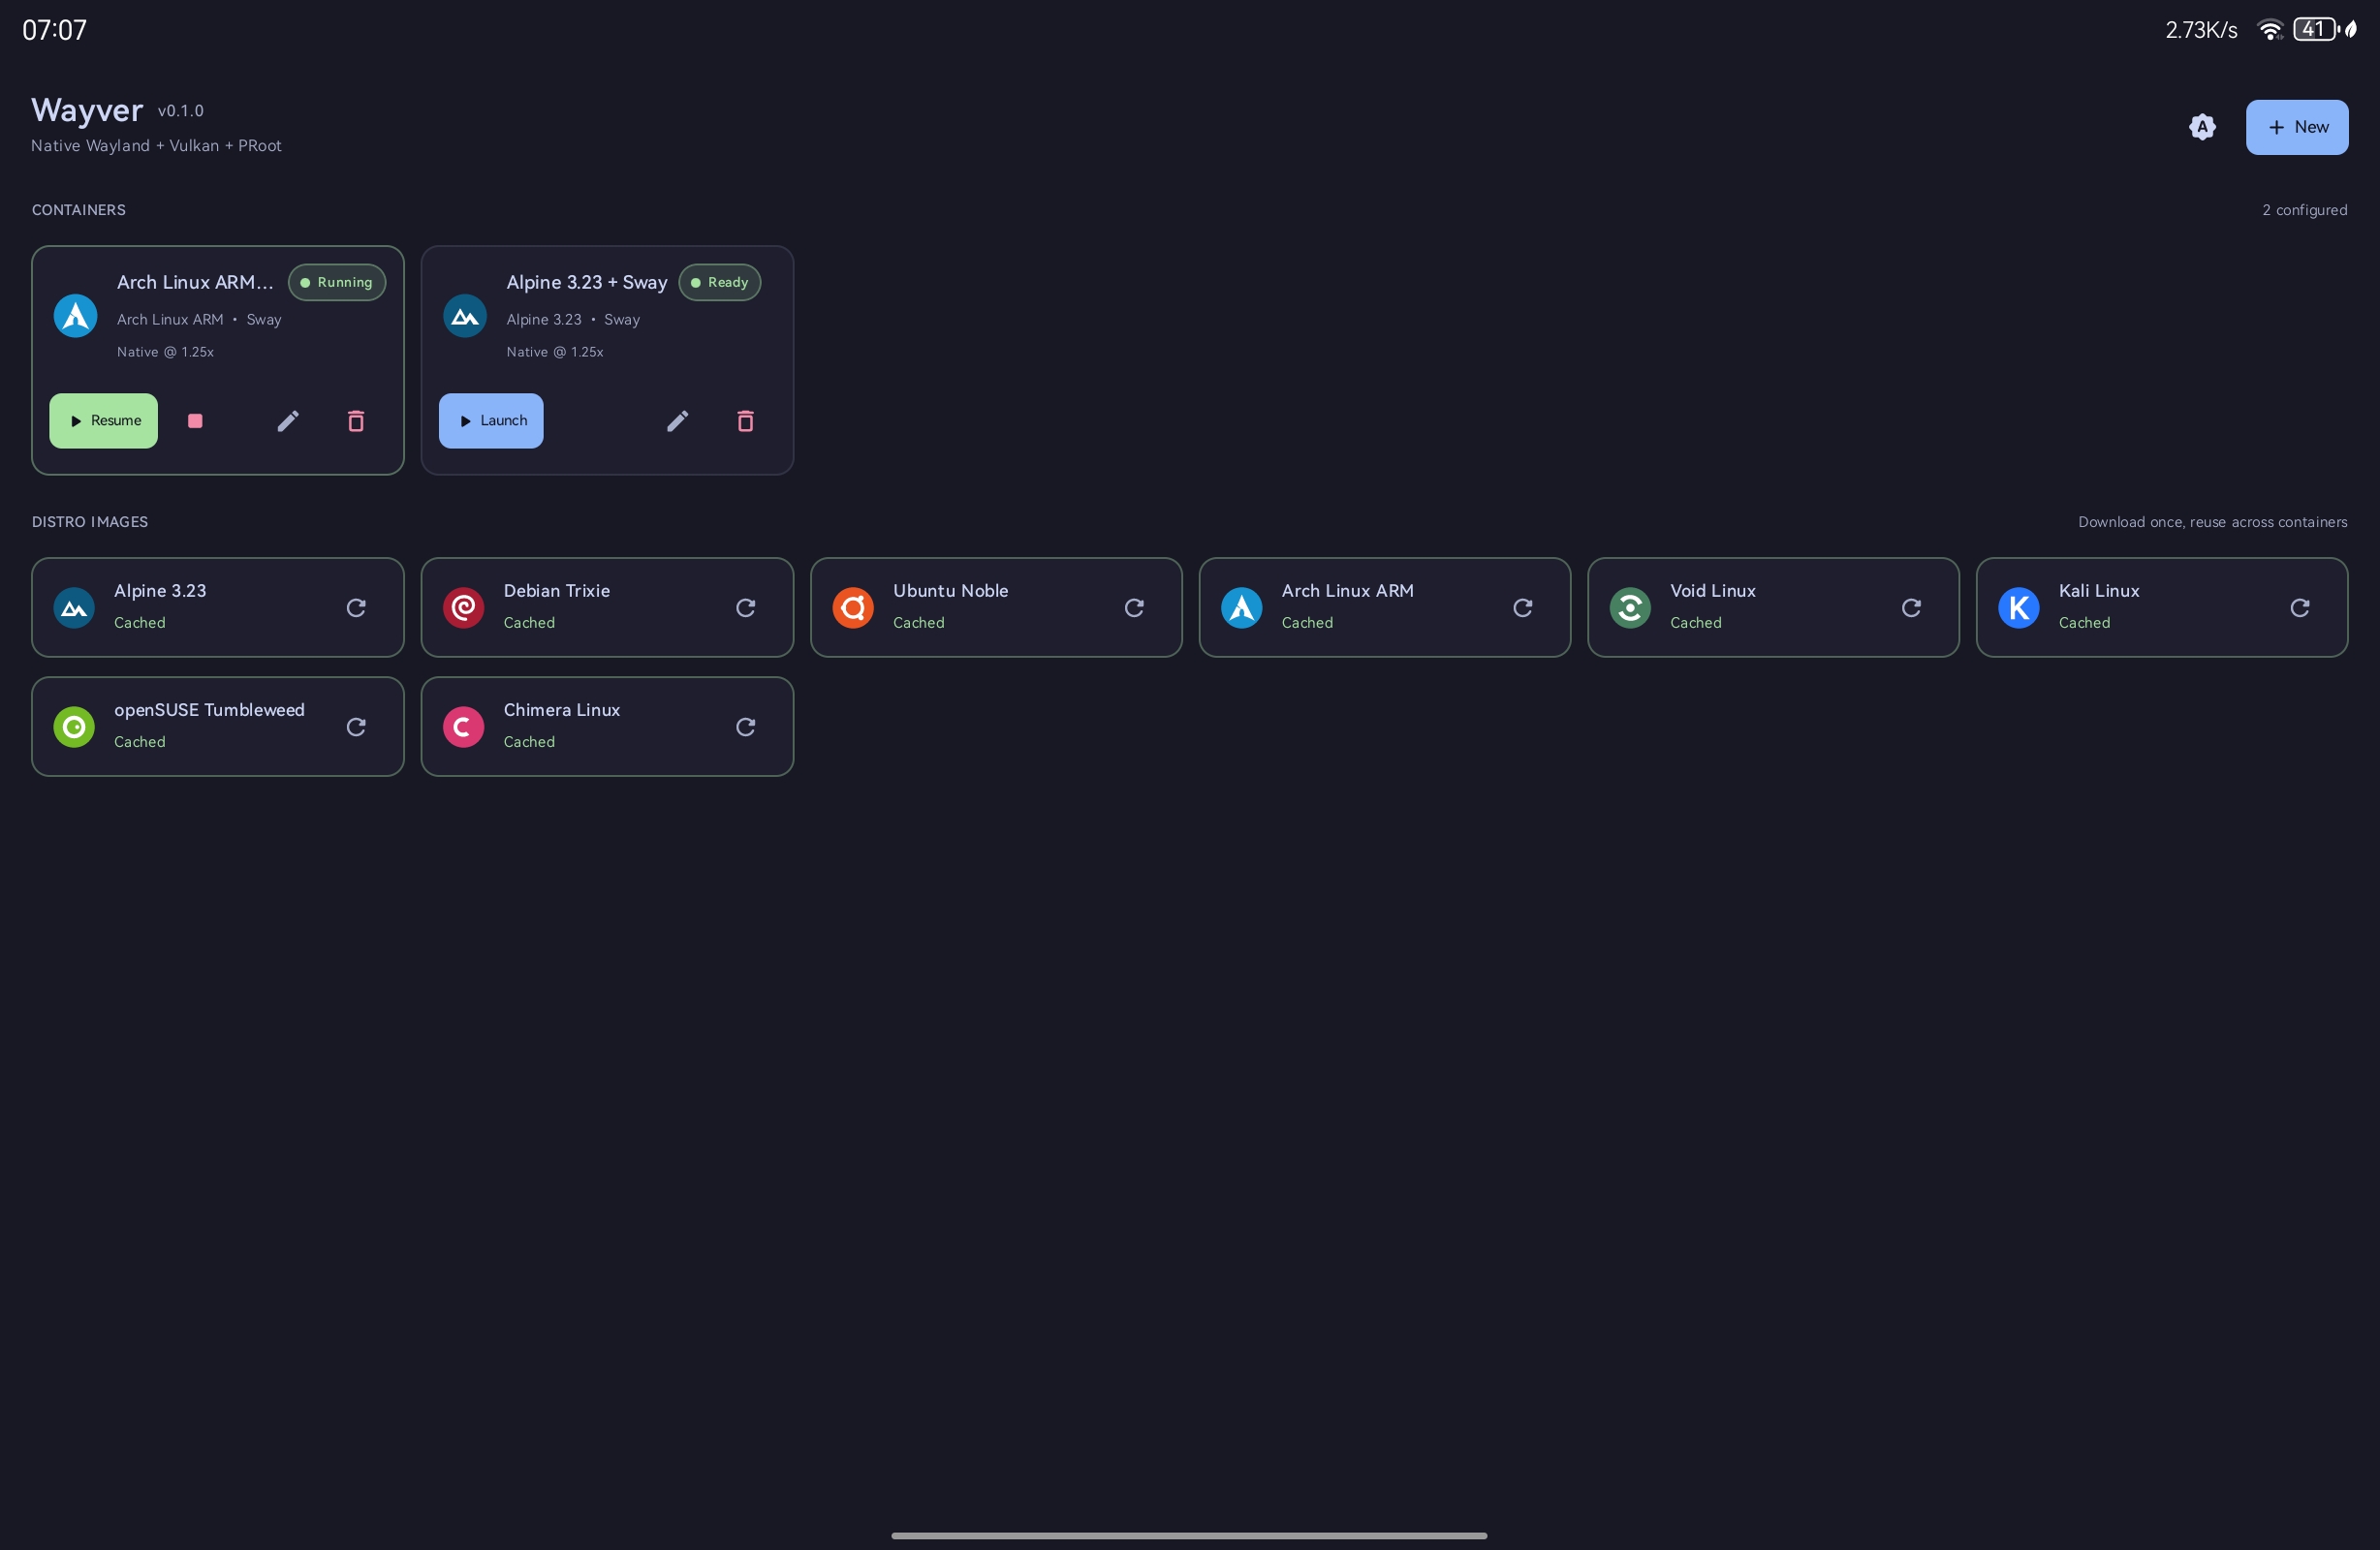 07:07
2.73K/s
41
Wayver v0.1.0
Native Wayland + Vulkan + PRoot
A
+ New
CONTAINERS
2 configured
Arch Linux ARM...
Running
Arch Linux ARM • Sway
Native @ 1.25x
Resume
Alpine 3.23 + Sway
Ready
Alpine 3.23 • Sway
Native @ 1.25x
Launch
DISTRO IMAGES
Download once, reuse across containers
Alpine 3.23
Cached
Debian Trixie
Cached
Ubuntu Noble
Cached
Arch Linux ARM
Cached
Void Linux
Cached
K
Kali Linux
Cached
openSUSE Tumbleweed
Cached
C
Chimera Linux
Cached